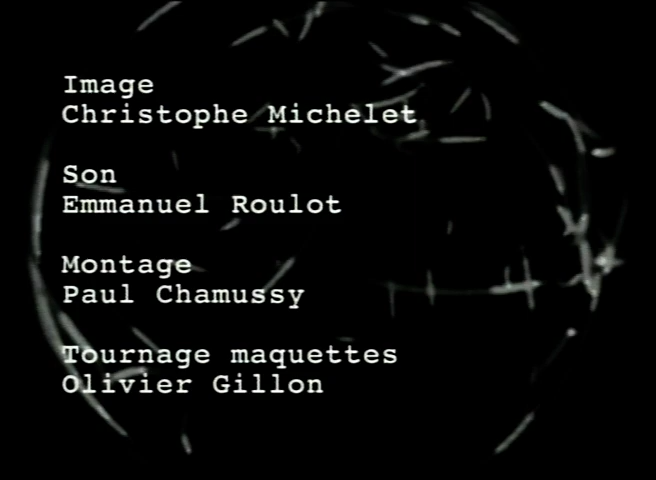 Image
Christophe Michelet
Son
Emmanuel Roulot
Montage
Paul Chamussy
Tournage maquettes
Olivier Gillon